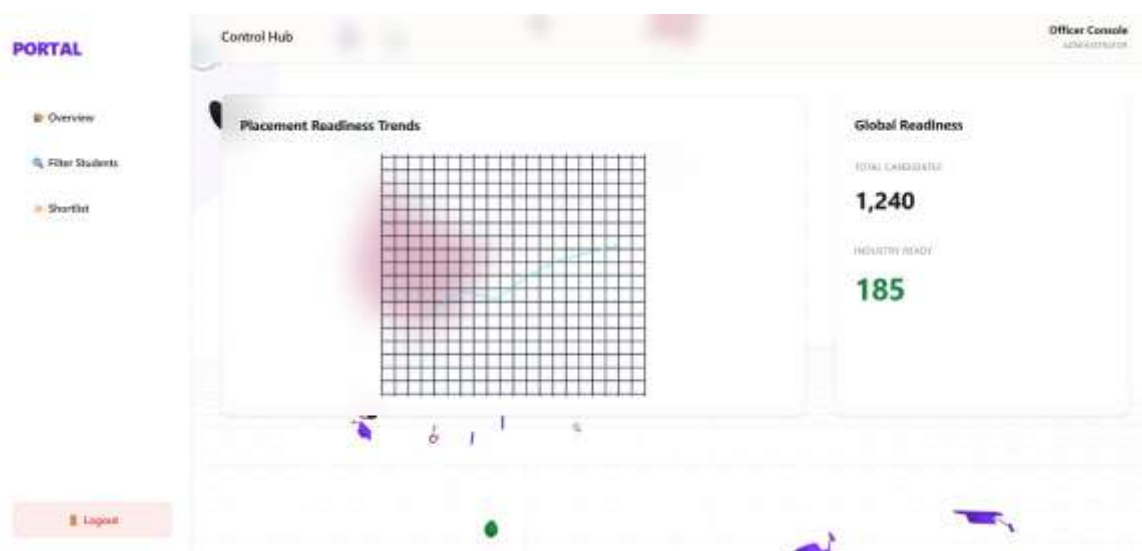 PORTAL
Overview
Filter Students
Shortlist
Logout
Control Hub
Officer Console
ADMINISTRATOR
Placement Readiness Trends
Global Readiness
TOTAL CANDIDATES
1,240
INDUSTRY READY
185